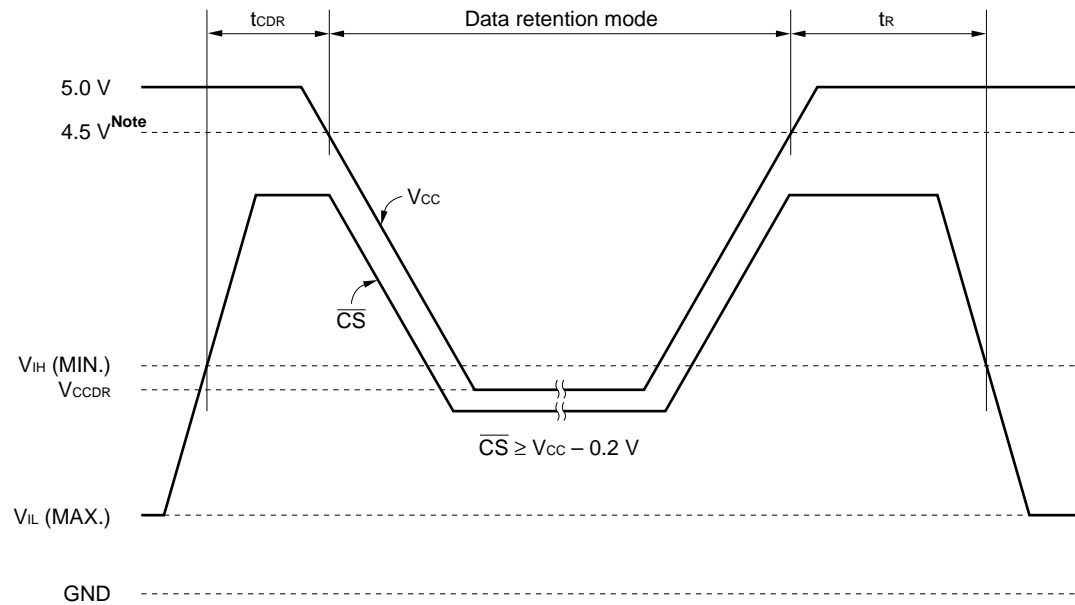 tCDR
Data retention mode
tR
5.0 V
4.5 V Note
VCC
CS
VIH (MIN.)
VCCDR
CS ≥ VCC – 0.2 V
VIL (MAX.)
GND